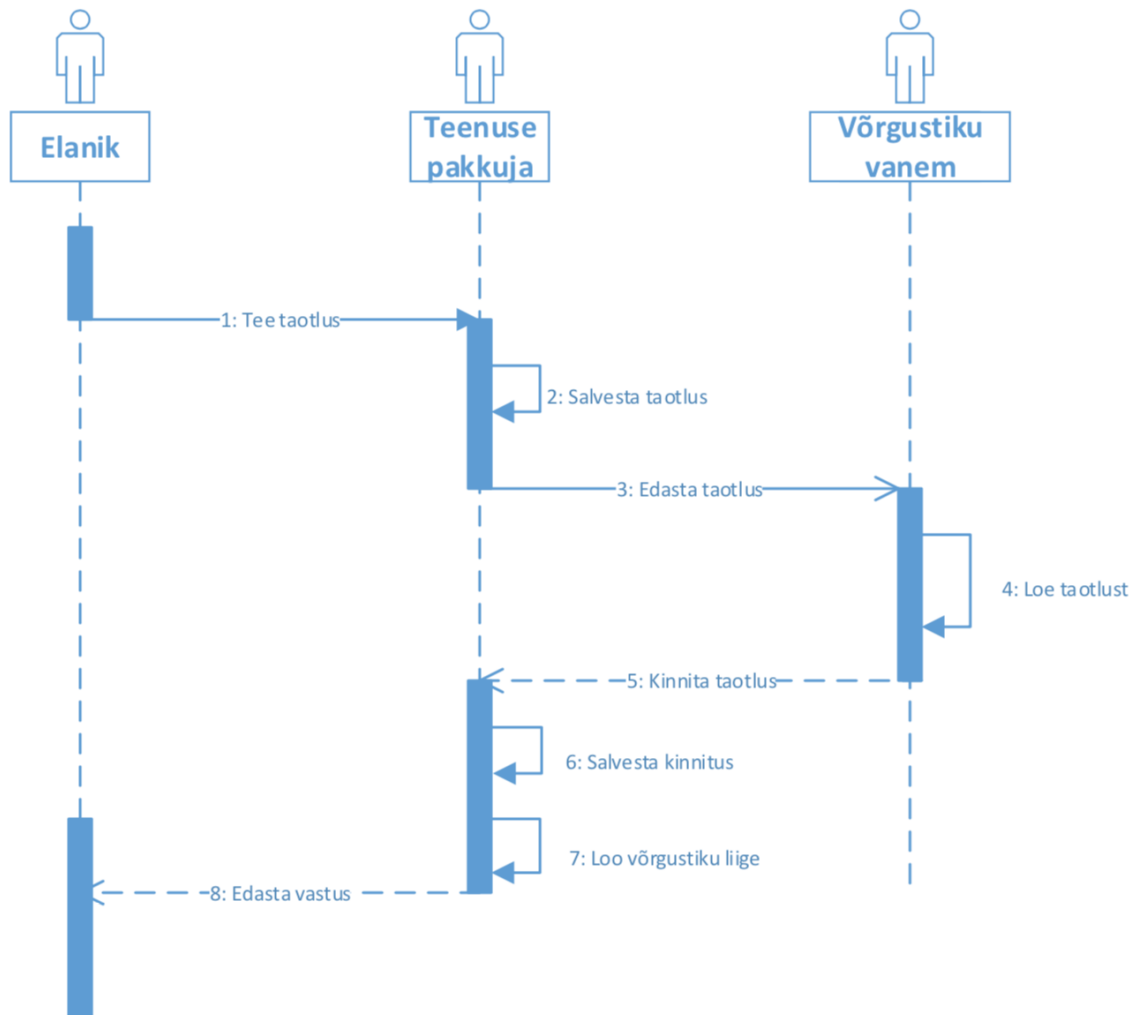 Elanik
Teenuse
pakkuja
Võrgustiku
vanem
1: Tee taotlus
2: Salvesta taotlus
3: Edasta taotlus
4: Loe taotlust
5: Kinnita taotlus
6: Salvesta kinnitus
7: Loo võrgustiku liige
8: Edasta vastus